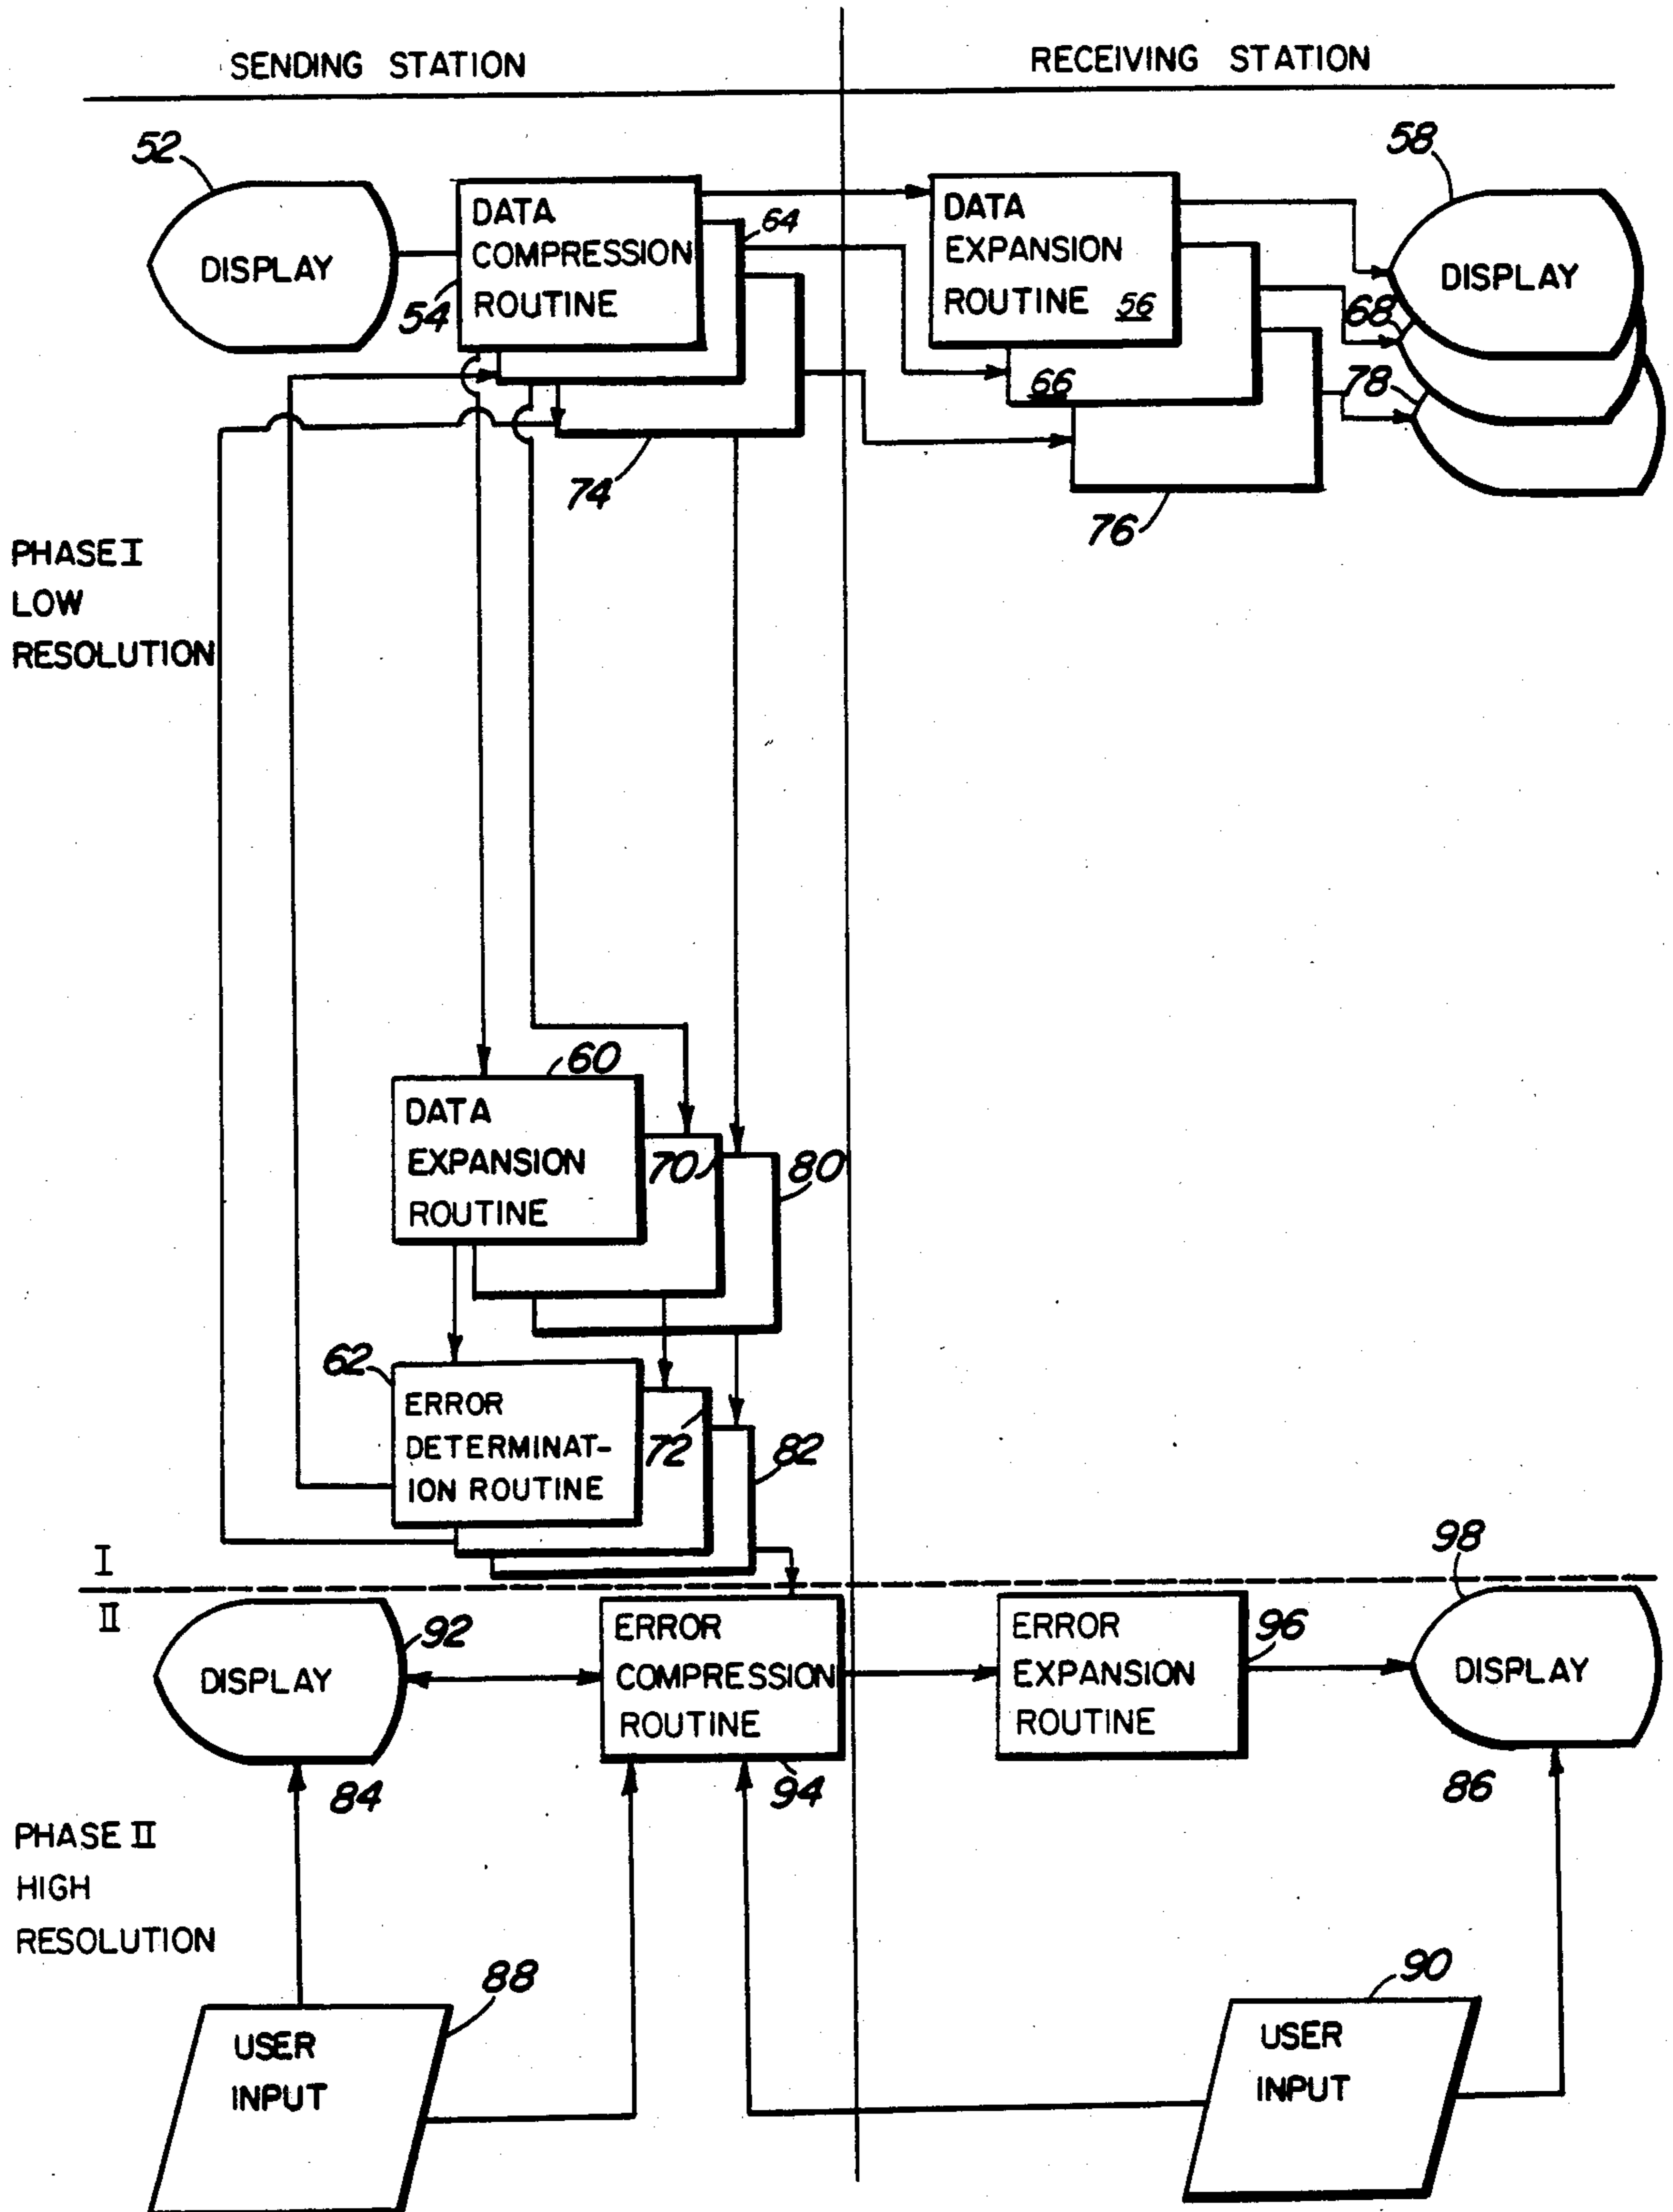 SENDING STATION
RECEIVING STATION
52
58
DISPLAY
DATA
COMPRESSION
ROUTINE
54
64
74
DATA
EXPANSION
ROUTINE 56
66
76
DISPLAY
68
78
PHASE I
LOW
RESOLUTION
60
DATA
EXPANSION
ROUTINE
70
80
62
ERROR
DETERMINAT-
ION ROUTINE
72
82
I
II
98
DISPLAY
92
84
ERROR
COMPRESSION
ROUTINE
94
ERROR
EXPANSION
ROUTINE
96
DISPLAY
86
PHASE II
HIGH
RESOLUTION
88
USER
INPUT
90
USER
INPUT